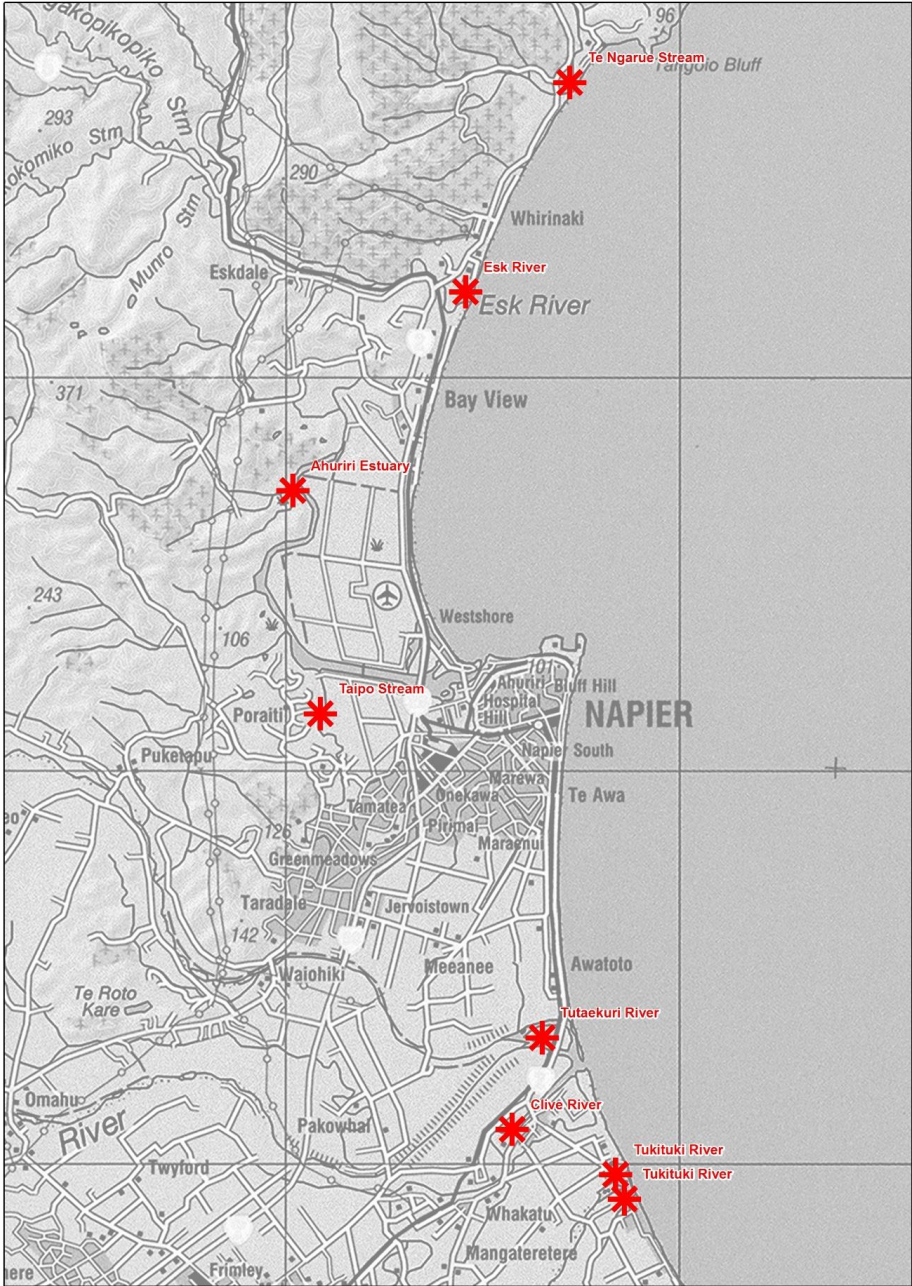 96
Te Ngarue Stream
Tangoio Bluff
Stm
293
Stm
290
Munro Stm
Whirinaki
Eskdale
Esk River
Esk River
371
Bay View
Ahuriri Estuary
243
106
Westshore
101
Taipo Stream
Ahuriri
Bluff Hill
Hospital
Hill
Poraiti
NAPIER
Puketapu
Napier South
Marewa
Onekawa
Te Awa
Tamatea
Pirimai
126
Maraenui
Greenmeadows
Taradale
Jervoistown
142
Waiohiki
Meeanee
Awatoto
Te Roto
Kare
Tutaekuri River
Omahu
River
Clive River
Pakowhai
Tukituki River
Twyford
Tukituki River
Whakatu
Mangateretere
Frimley